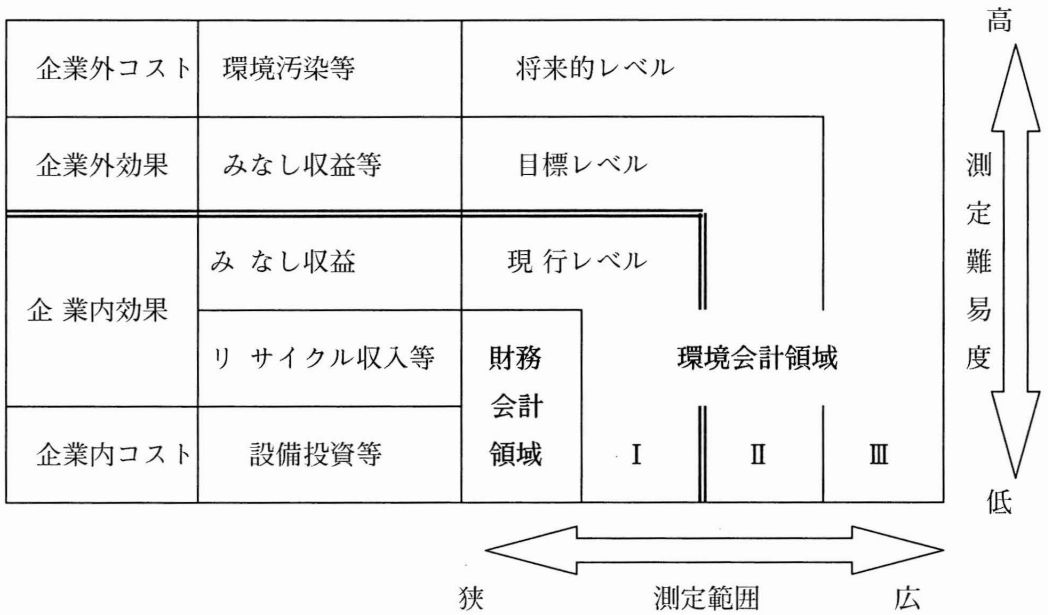 高
企業外コスト 環境汚染等 将来的レベル
企業外効果 みなし収益等 目標レベル
みなし収益 現行レベル
企業内効果
リサイクル収入等 財務会計領域 環境会計領域
企業内コスト 設備投資等 Ⅰ Ⅱ Ⅲ
測定難易度
低
狭 測定範囲 広